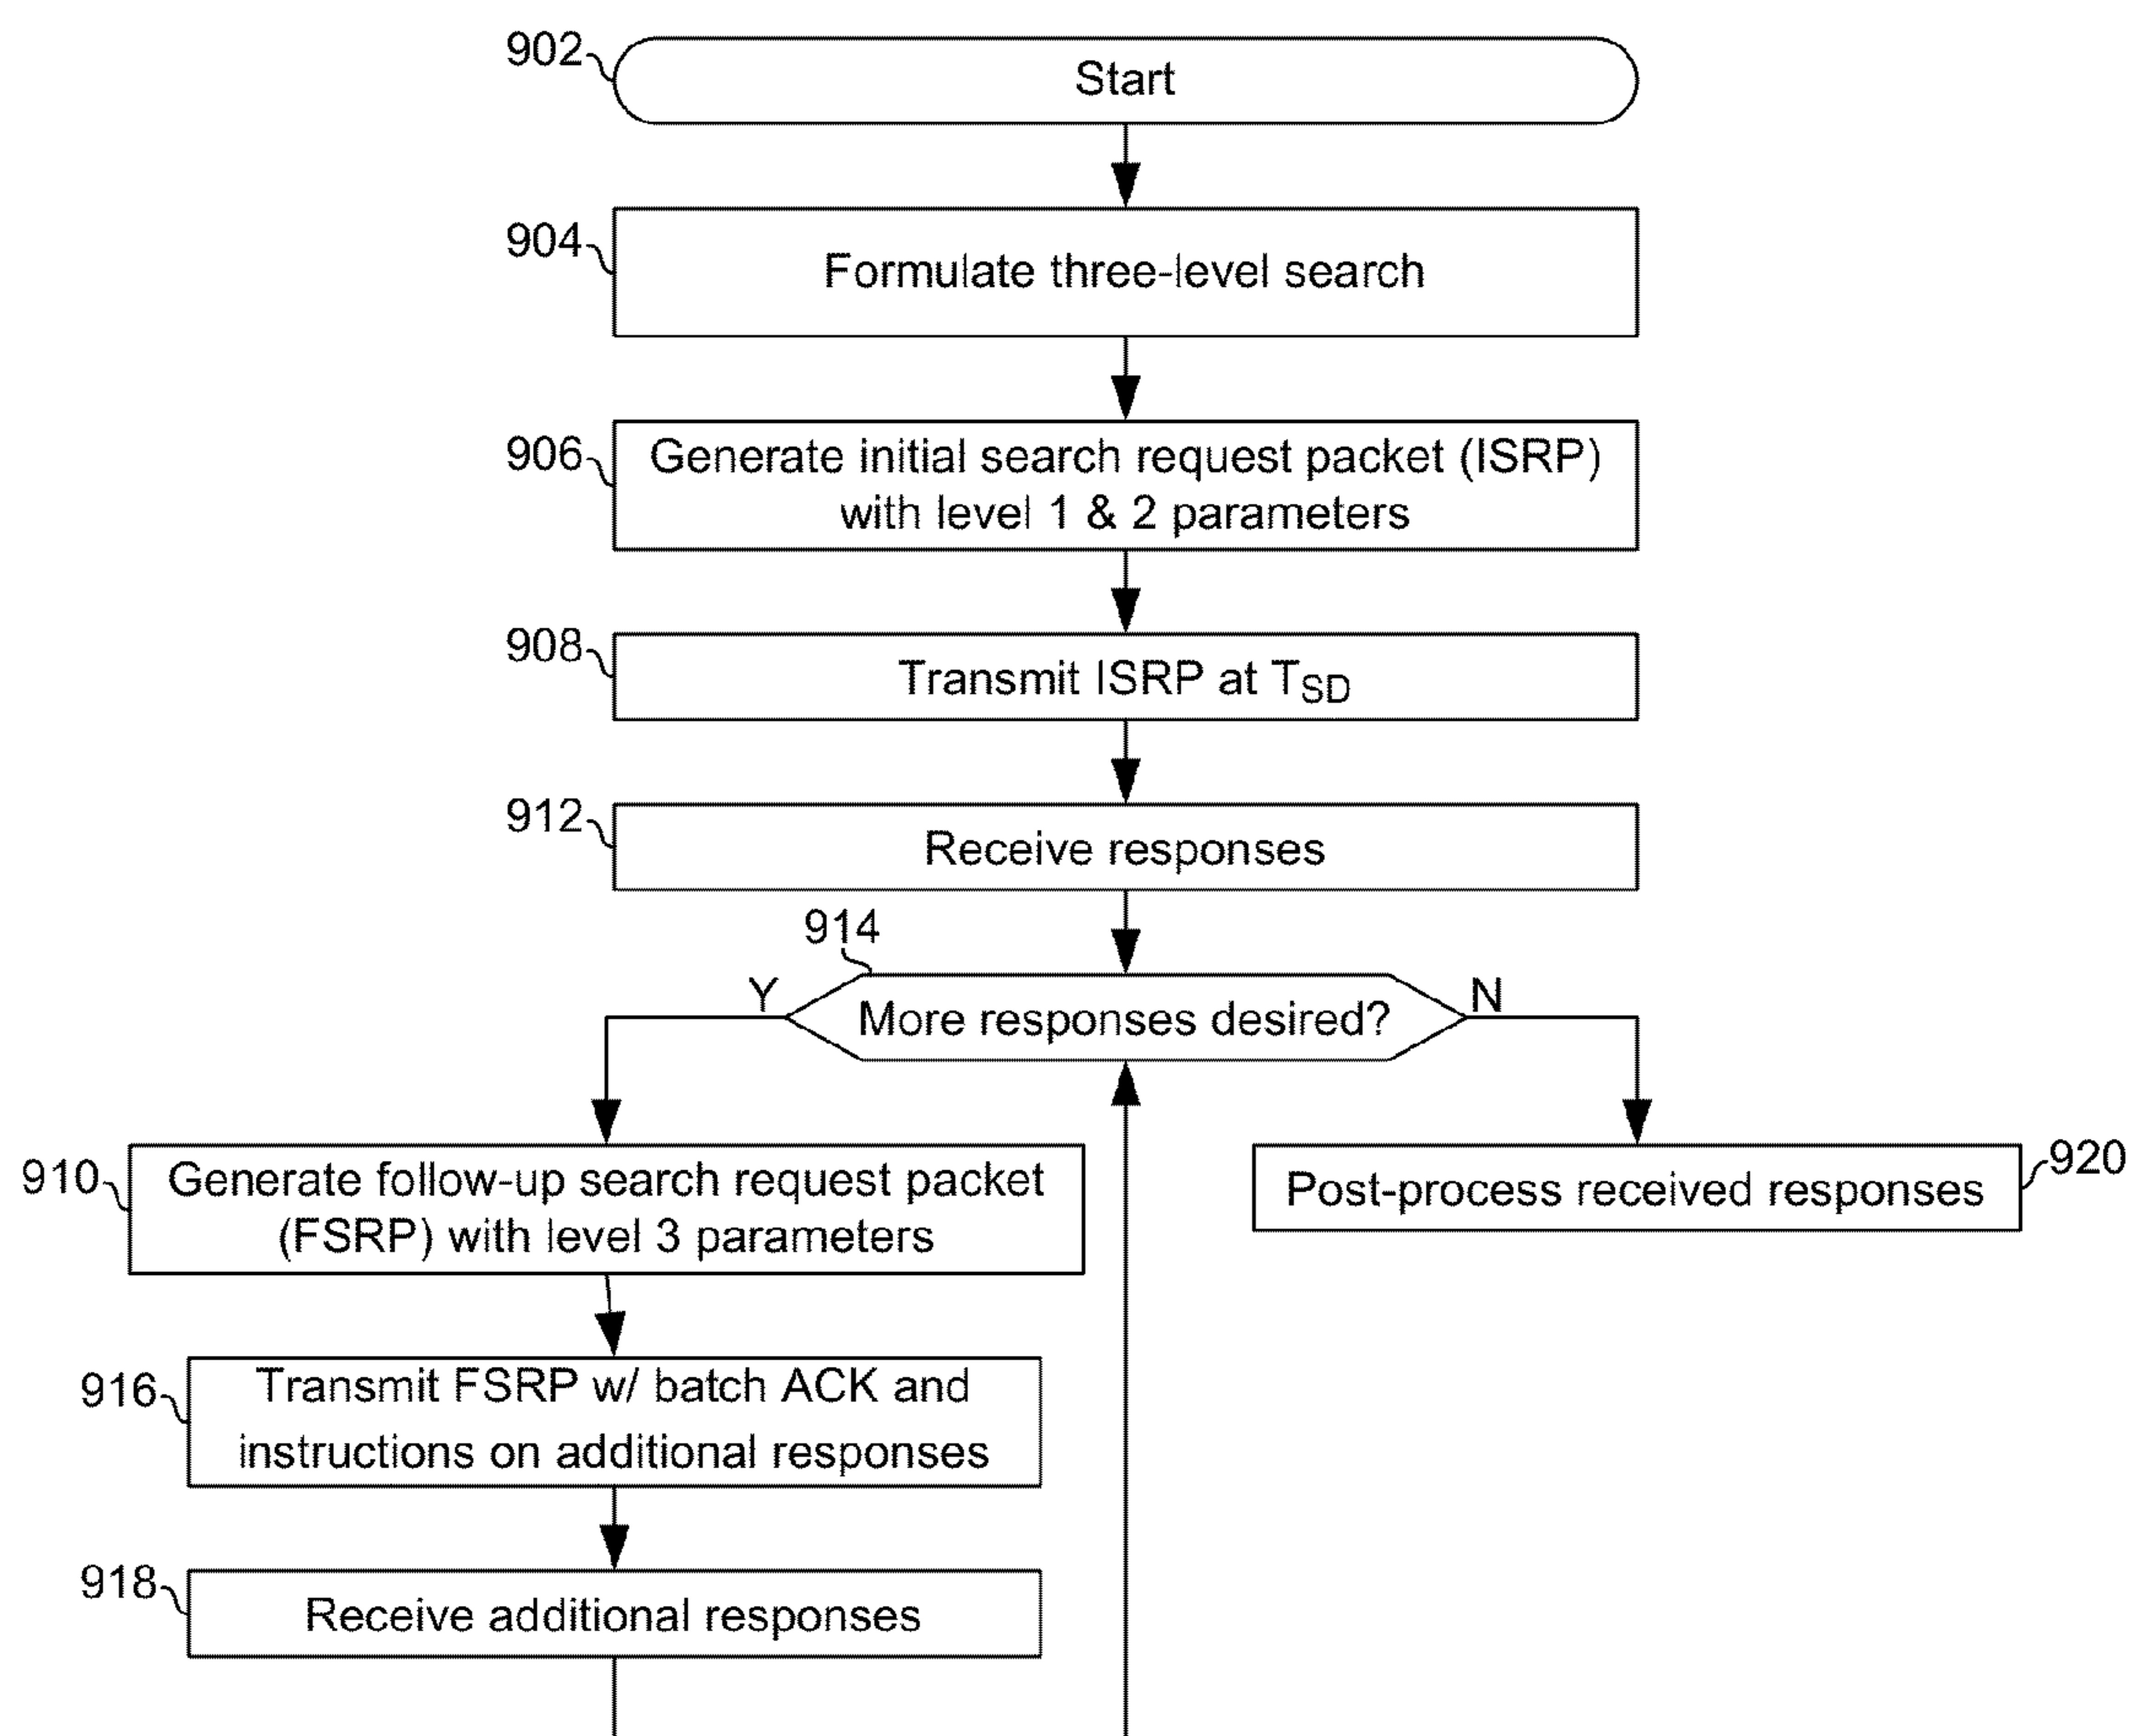 902
Start
904
Formulate three-level search
906
Generate initial search request packet (ISRP)
with level 1 & 2 parameters
908
Transmit ISRP at TSD
912
Receive responses
914
Y
More responses desired?
N
910
Generate follow-up search request packet
(FSRP) with level 3 parameters
Post-process received responses
920
916
Transmit FSRP w/ batch ACK and
instructions on additional responses
918
Receive additional responses